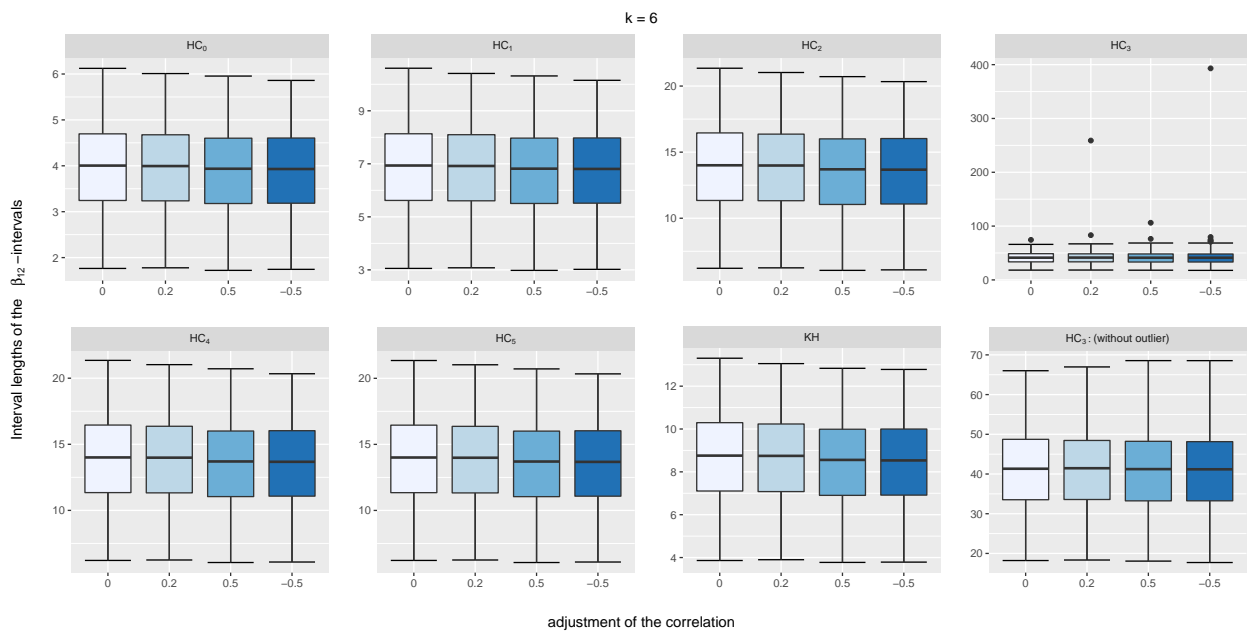 k = 6
HC₀
HC₁
HC₂
HC₃
6
5
4
3
2
0 0.2 0.5 −0.5
9
7
5
3
0 0.2 0.5 −0.5
20
15
10
0 0.2 0.5 −0.5
400
300
200
100
0
0 0.2 0.5 −0.5
Interval lengths of the β₁₂−intervals
HC₄
HC₅
KH
HC₃: (without outlier)
20
15
10
0 0.2 0.5 −0.5
20
15
10
0 0.2 0.5 −0.5
12
10
8
6
4
0 0.2 0.5 −0.5
70
60
50
40
30
20
0 0.2 0.5 −0.5
adjustment of the correlation